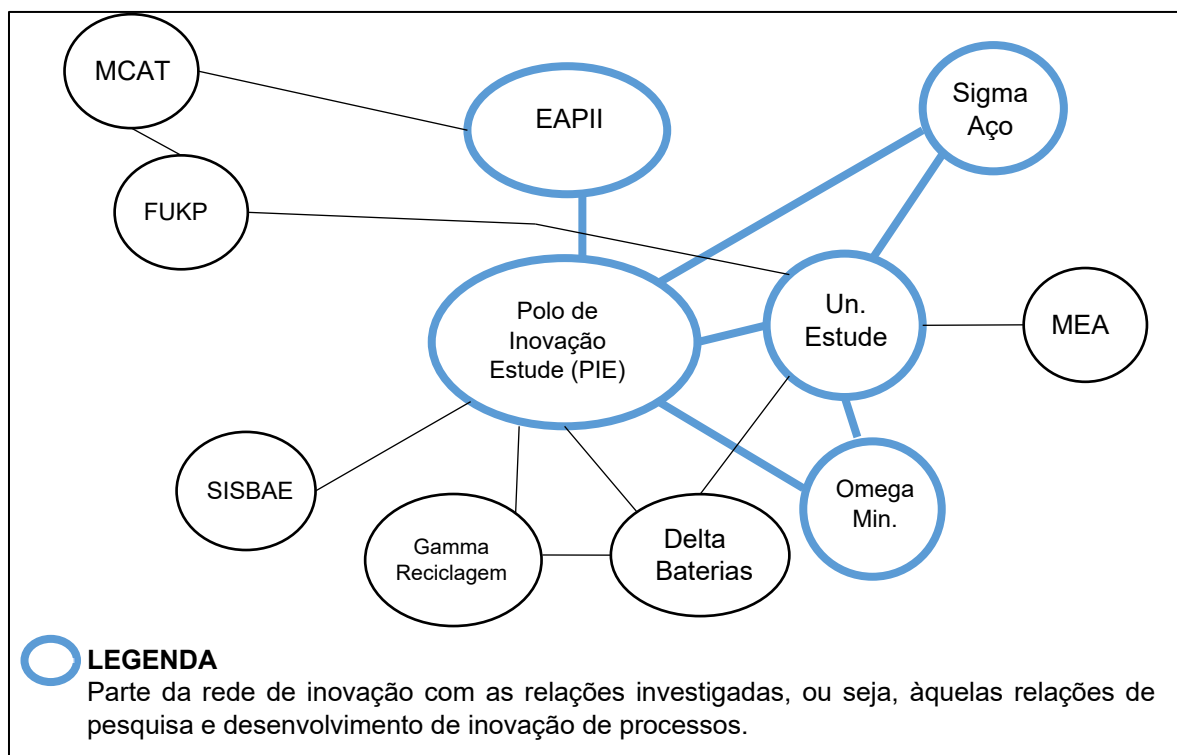 MCAT
EAPII
Sigma
Aço
FUKP
Polo de
Inovação
Estude (PIE)
Un.
Estude
MEA
SISBAE
Gamma
Reciclagem
Delta
Baterias
Omega
Min.
LEGENDA
Parte da rede de inovação com as relações investigadas, ou seja, àquelas relações de
pesquisa e desenvolvimento de inovação de processos.